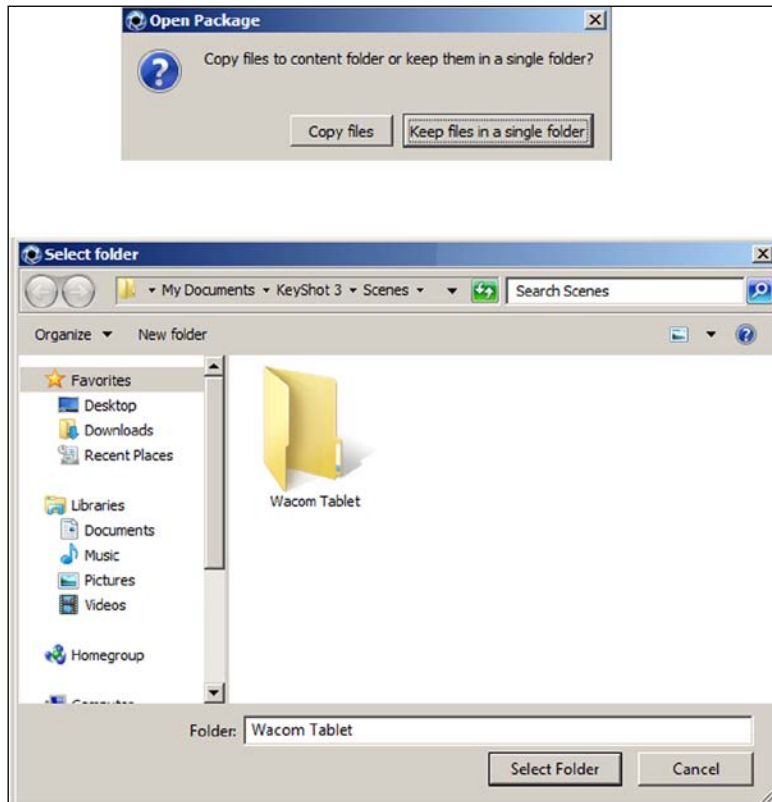 Open Package
Copy files to content folder or keep them in a single folder?
Copy files
Keep files in a single folder
Select folder
My Documents
KeyShot 3
Scenes
Search Scenes
Organize
New folder
Favorites
Desktop
Downloads
Recent Places
Libraries
Documents
Music
Pictures
Videos
Homegroup
Wacom Tablet
Folder:
Wacom Tablet
Select Folder
Cancel